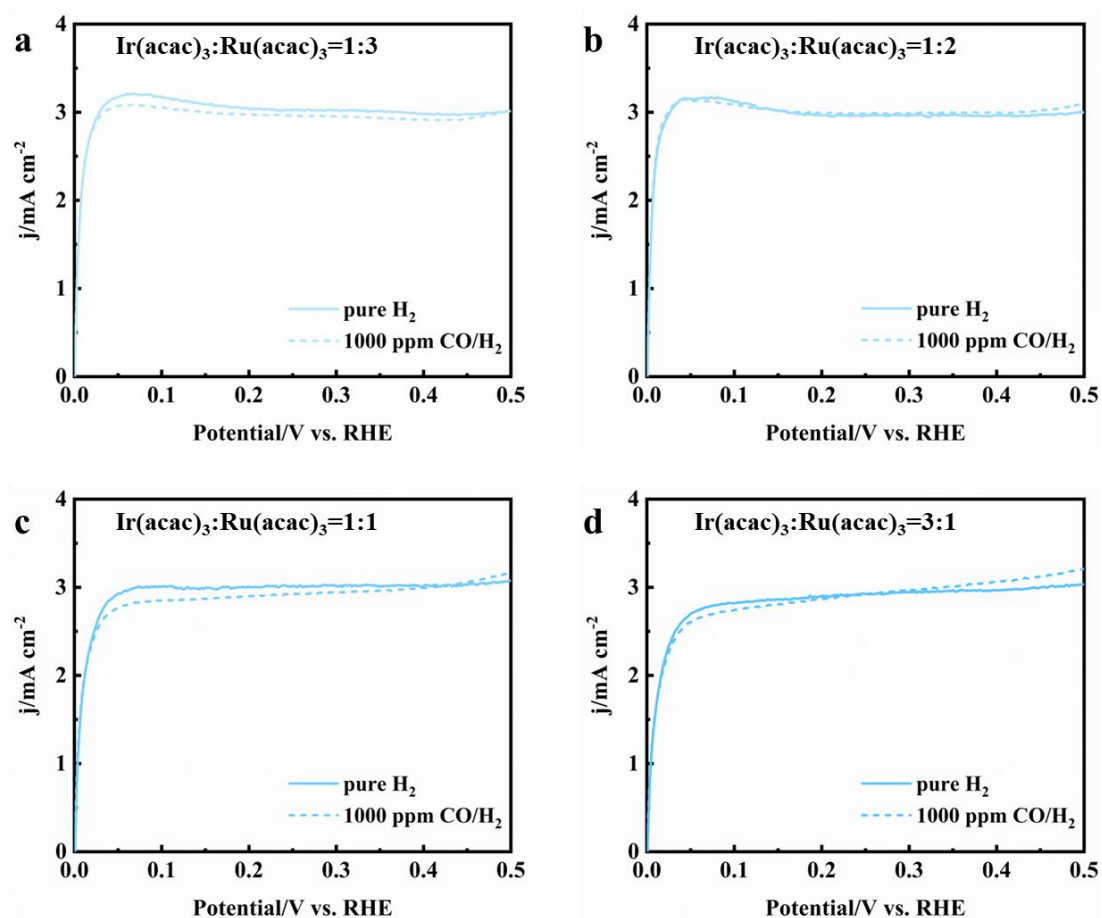 a
Ir(acac)₃:Ru(acac)₃=1:3
4
3
2
1
0
j/mA cm⁻²
pure H₂
1000 ppm CO/H₂
0.0 0.1 0.2 0.3 0.4 0.5
Potential/V vs. RHE
b
Ir(acac)₃:Ru(acac)₃=1:2
4
3
2
1
0
j/mA cm⁻²
pure H₂
1000 ppm CO/H₂
0.0 0.1 0.2 0.3 0.4 0.5
Potential/V vs. RHE
c
Ir(acac)₃:Ru(acac)₃=1:1
4
3
2
1
0
j/mA cm⁻²
pure H₂
1000 ppm CO/H₂
0.0 0.1 0.2 0.3 0.4 0.5
Potential/V vs. RHE
d
Ir(acac)₃:Ru(acac)₃=3:1
4
3
2
1
0
j/mA cm⁻²
pure H₂
1000 ppm CO/H₂
0.0 0.1 0.2 0.3 0.4 0.5
Potential/V vs. RHE